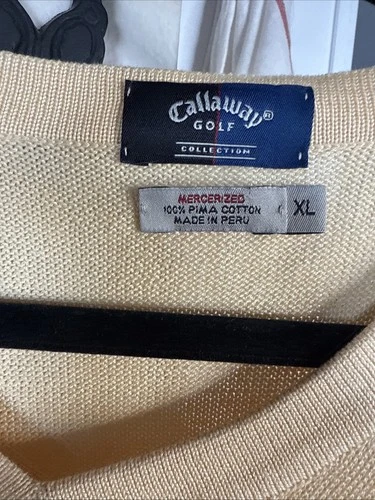 Callaway®
GOLF
COLLECTION
MERCERIZED
100% PIMA COTTON
MADE IN PERU
XL